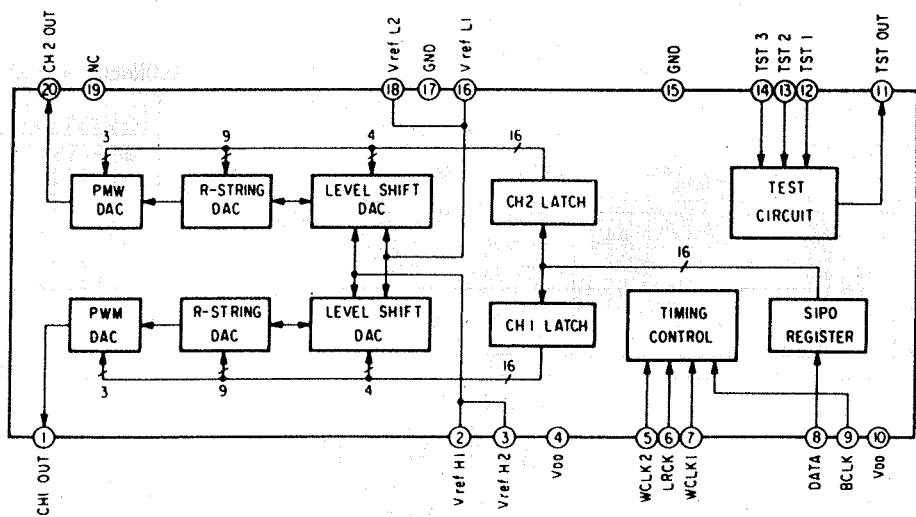 CH 2 OUT
NC
Vref L2
GND
Vref L1
GND
TST 3
TST 2
TST 1
TST OUT
20
19
18
17
16
15
14
13
12
11
3
9
4
16
PMW DAC
R-STRING DAC
LEVEL SHIFT DAC
CH2 LATCH
TEST CIRCUIT
16
PWM DAC
R-STRING DAC
LEVEL SHIFT DAC
CH1 LATCH
TIMING CONTROL
SIPO REGISTER
3
9
4
16
1
2
3
4
5
6
7
8
9
10
CH1 OUT
Vref H1
Vref H2
VDD
WCLK2
LRCK
WCLK1
DATA
BCLK
VDD